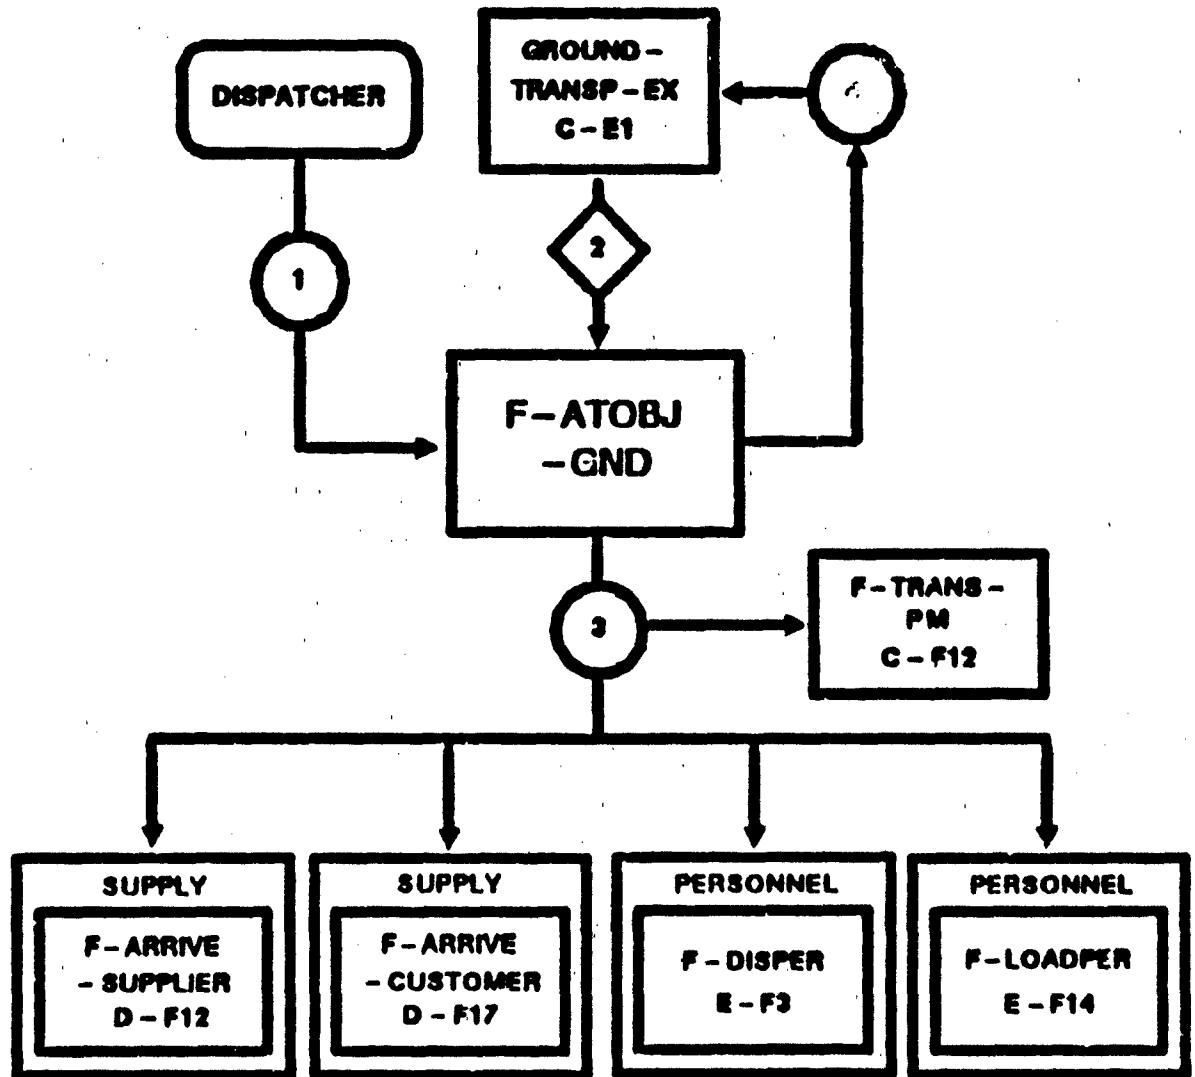 GROUND-
TRANSP-EX
C-E1
DISPATCHER
2
1
F-ATOBJ
-GND
F-TRANS-
PM
C-F12
3
SUPPLY
F-ARRIVE
-SUPPLIER
D-F12
SUPPLY
F-ARRIVE
-CUSTOMER
D-F17
PERSONNEL
F-DISPER
E-F3
PERSONNEL
F-LOADPER
E-F14